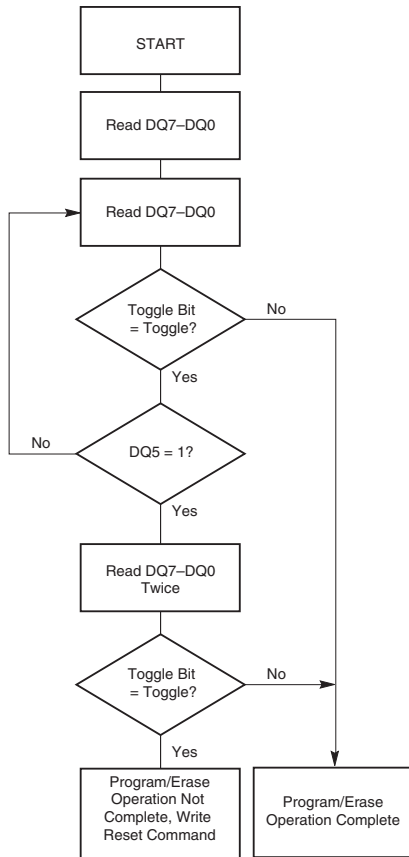 START
Read DQ7–DQ0
Read DQ7–DQ0
Toggle Bit
= Toggle?
No
Yes
No
DQ5 = 1?
Yes
Read DQ7–DQ0
Twice
Toggle Bit
= Toggle?
No
Yes
Program/Erase
Operation Not
Complete, Write
Reset Command
Program/Erase
Operation Complete